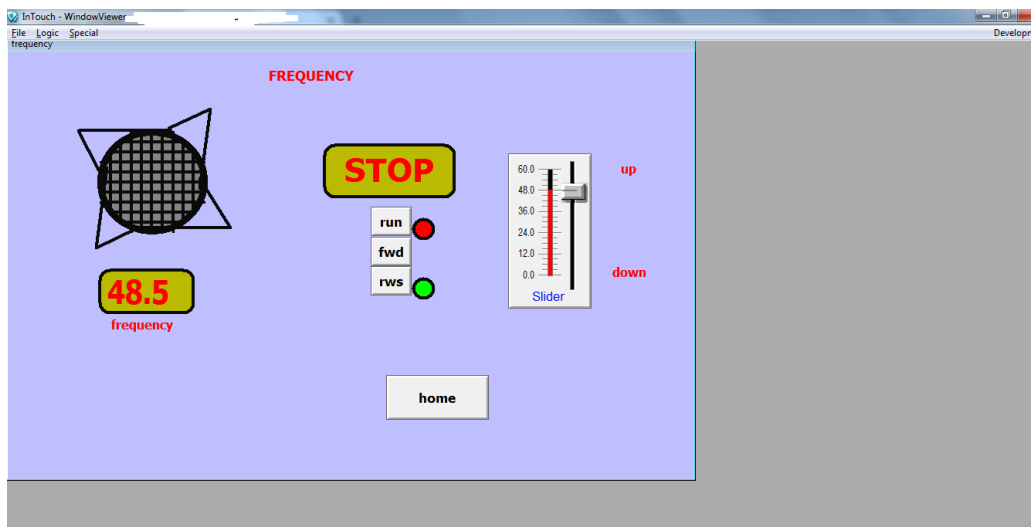 InTouch - WindowViewer
File Logic Special
Developm
frequency
FREQUENCY
STOP
run
fwd
rws
48.5
frequency
60.0
48.0
36.0
24.0
12.0
0.0
Slider
up
down
home